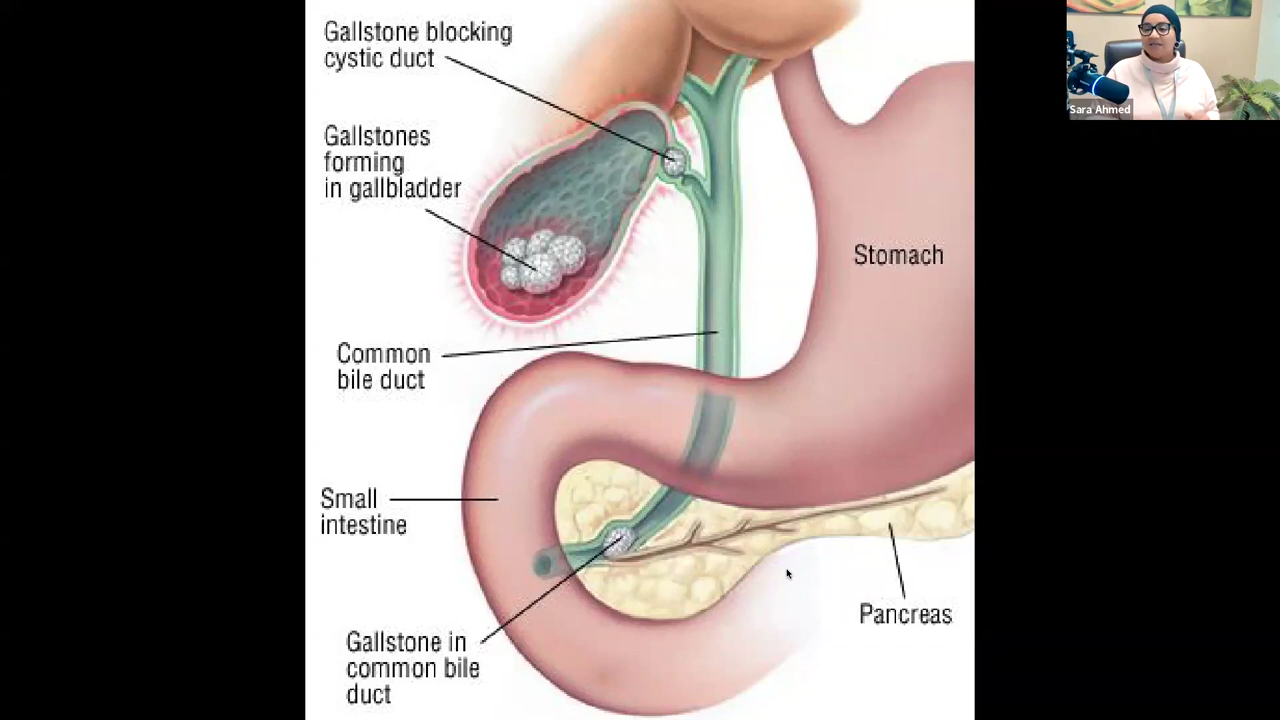 Gallstone blocking
cystic duct
Gallstones
forming
in gallbladder
Stomach
Common
bile duct
Small
intestine
Pancreas
Gallstone in
common bile
duct
Sara Ahmed